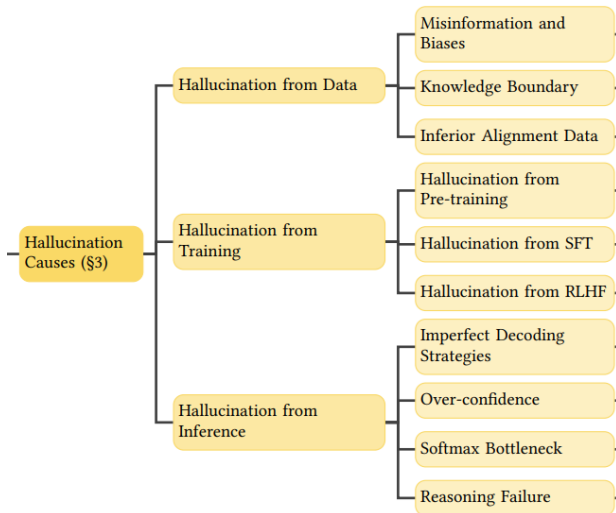 Misinformation and
Biases
Hallucination from Data
Knowledge Boundary
Inferior Alignment Data
Hallucination from
Pre-training
Hallucination
Causes (§3)
Hallucination from
Training
Hallucination from SFT
Hallucination from RLHF
Imperfect Decoding
Strategies
Hallucination from
Inference
Over-confidence
Softmax Bottleneck
Reasoning Failure